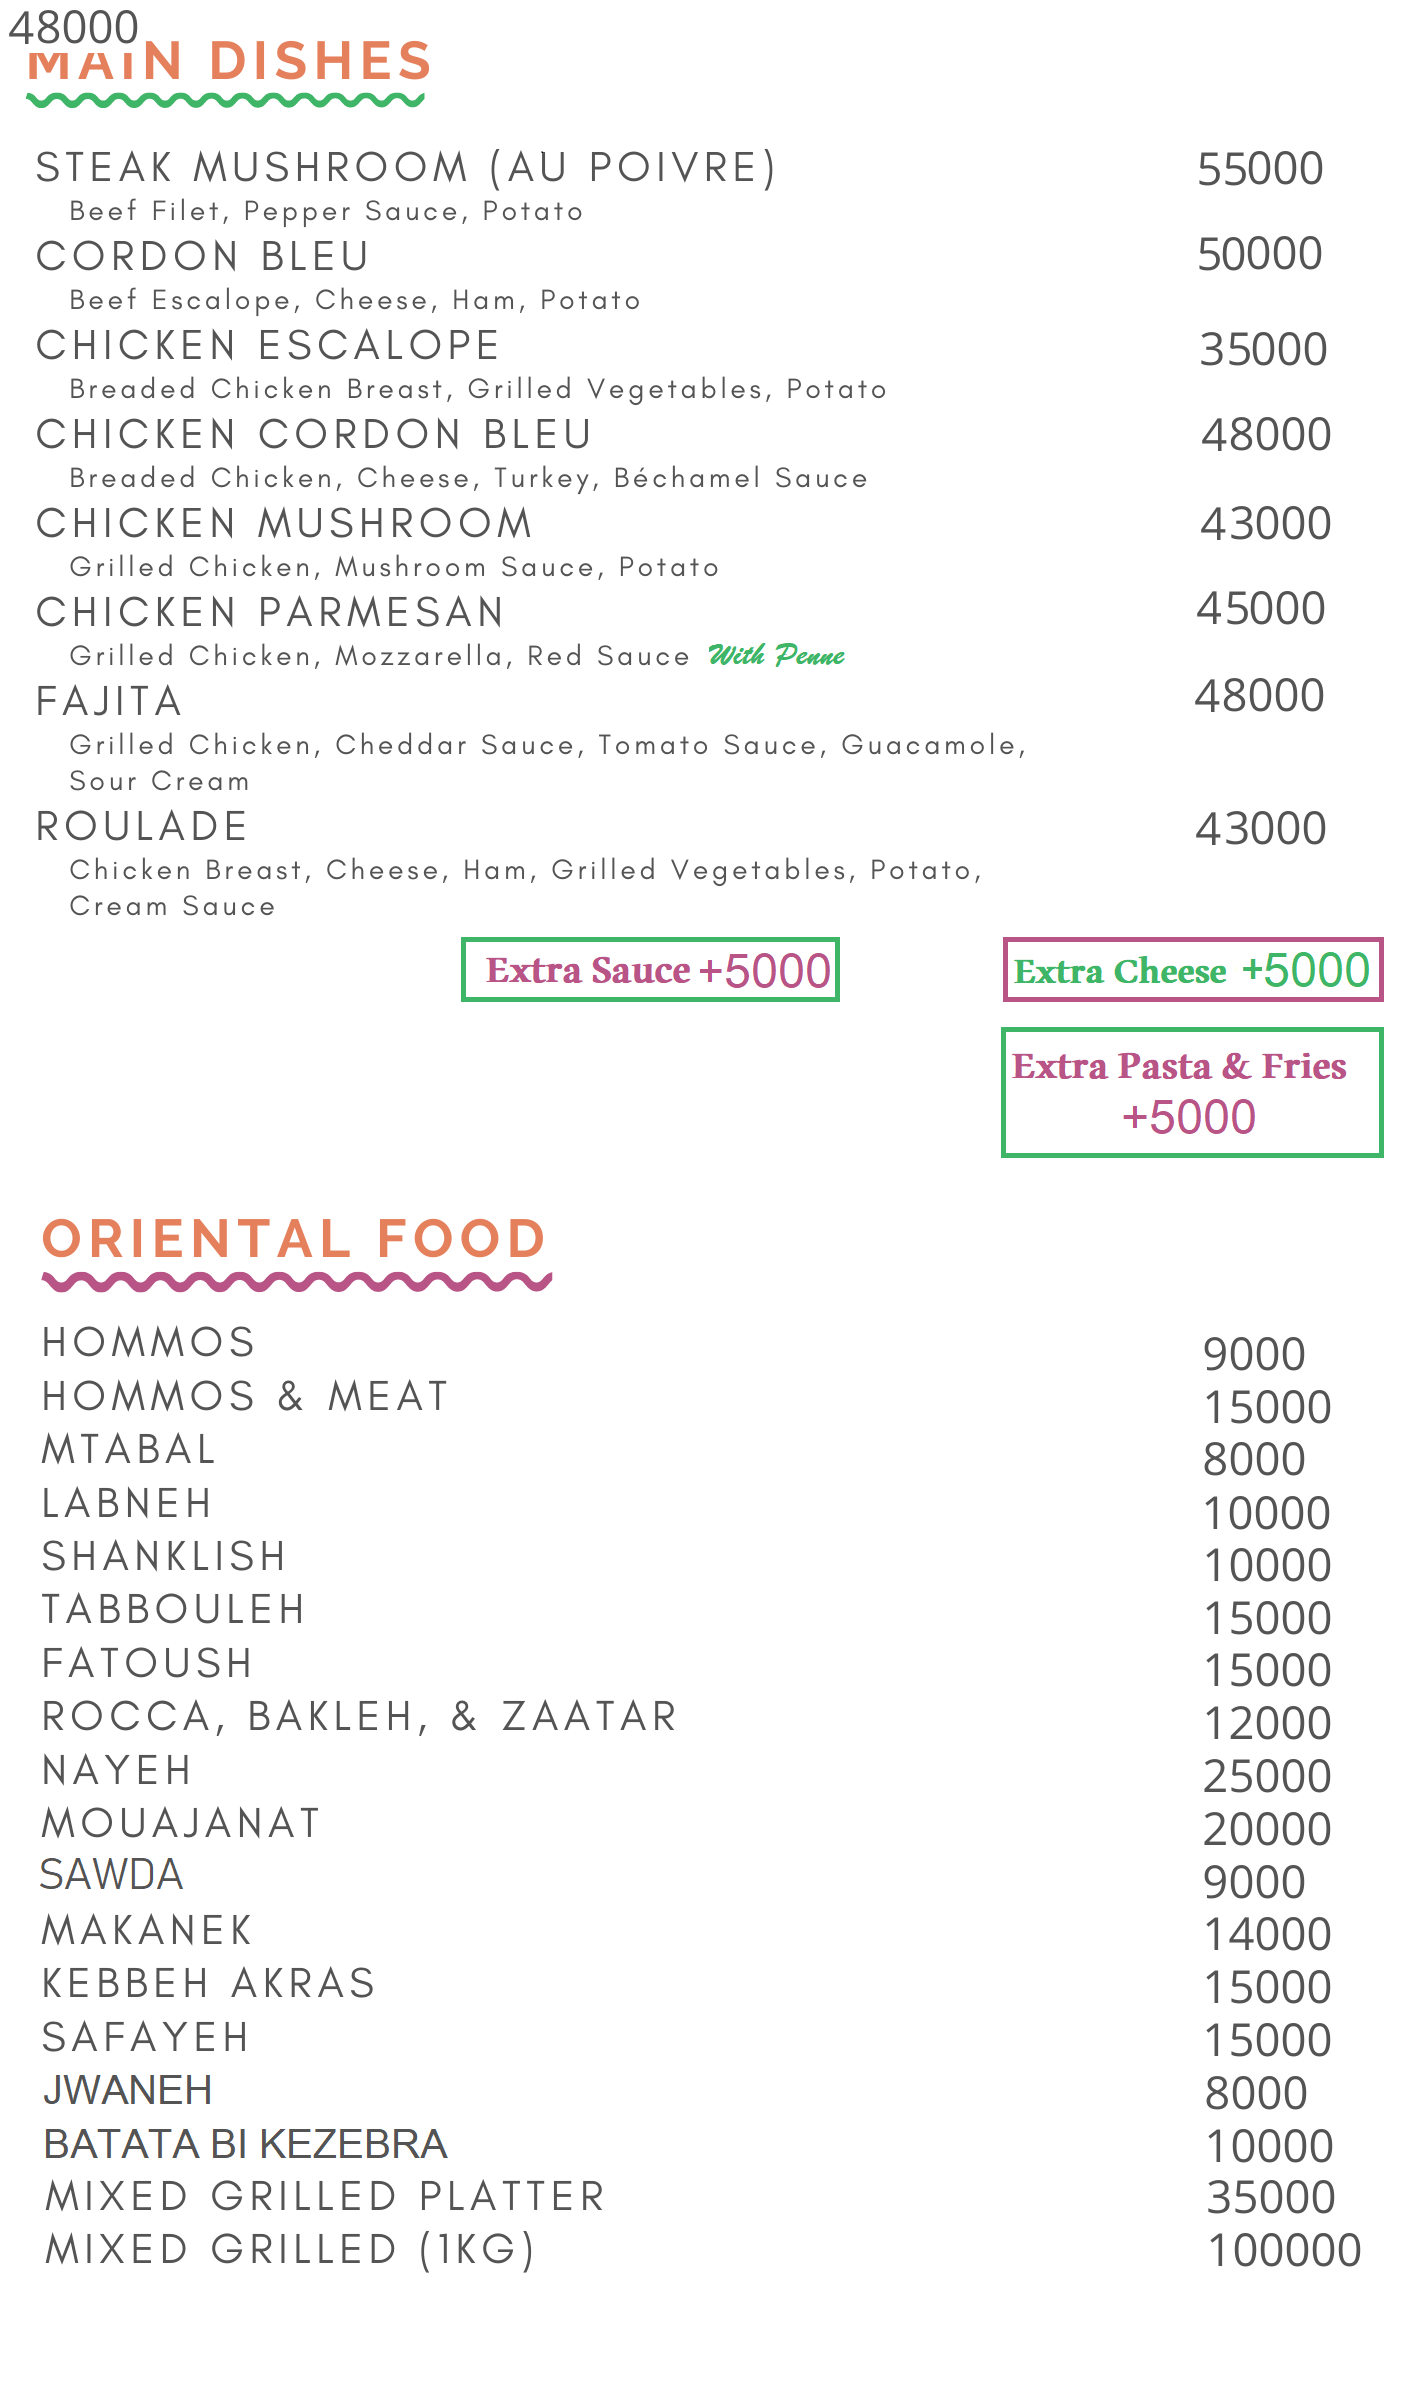 48000
MAIN DISHES
STEAK MUSHROOM (AU POIVRE) 55000
Beef Filet, Pepper Sauce, Potato
CORDON BLEU 50000
Beef Escalope, Cheese, Ham, Potato
CHICKEN ESCALOPE 35000
Breaded Chicken Breast, Grilled Vegetables, Potato
CHICKEN CORDON BLEU 48000
Breaded Chicken, Cheese, Turkey, Béchamel Sauce
CHICKEN MUSHROOM 43000
Grilled Chicken, Mushroom Sauce, Potato
CHICKEN PARMESAN 45000
Grilled Chicken, Mozzarella, Red Sauce With Penne
FAJITA 48000
Grilled Chicken, Cheddar Sauce, Tomato Sauce, Guacamole,
Sour Cream
ROULADE 43000
Chicken Breast, Cheese, Ham, Grilled Vegetables, Potato,
Cream Sauce
Extra Sauce +5000 Extra Cheese +5000
Extra Pasta & Fries
+5000
ORIENTAL FOOD
HOMMOS 9000
HOMMOS & MEAT 15000
MTABAL 8000
LABNEH 10000
SHANKLISH 10000
TABBOULEH 15000
FATOUSH 15000
ROCCA, BAKLEH, & ZAATAR 12000
NAYEH 25000
MOUAJANAT 20000
SAWDA 9000
MAKANEK 14000
KEBBEH AKRAS 15000
SAFAYEH 15000
JWANEH 8000
BATATA BI KEZEBRA 10000
MIXED GRILLED PLATTER 35000
MIXED GRILLED (1KG) 100000